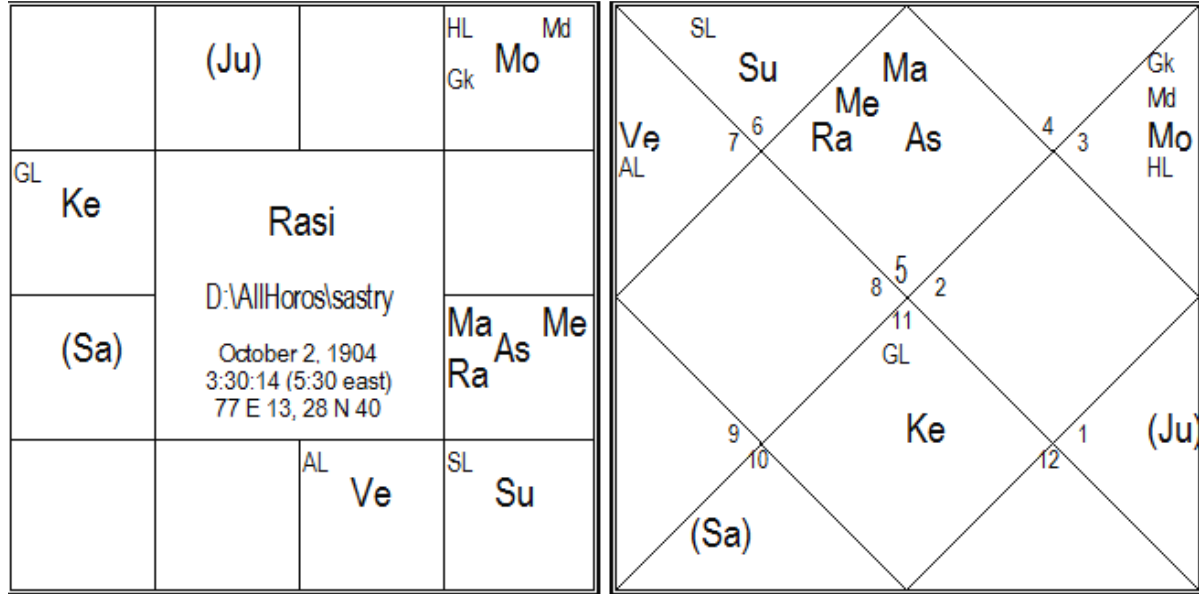 (Ju)
HL Md
Mo
Gk
GL
Ke
Rasi
D:\AllHoros\sastry
(Sa)
October 2, 1904
3:30:14 (5:30 east)
77 E 13, 28 N 40
Ma Me
As
Ra
AL
Ve
SL
Su
SL
Su Ma
Me
Ra As
Ve
AL
7 6
4 3
Gk
Md
Mo
HL
5
8 2
11
GL
Ke
9
10
(Sa)
1
12
(Ju)